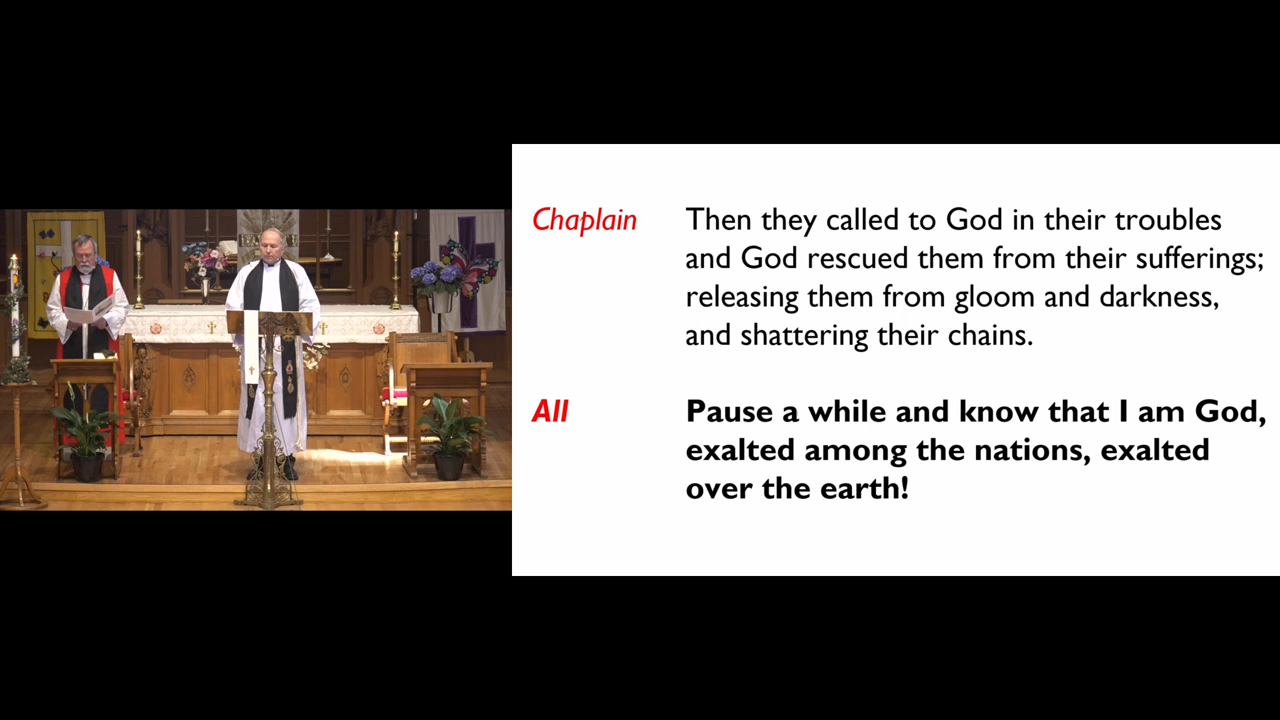 Chaplain Then they called to God in their troubles
and God rescued them from their sufferings;
releasing them from gloom and darkness,
and shattering their chains.
All Pause a while and know that I am God,
exalted among the nations, exalted
over the earth!